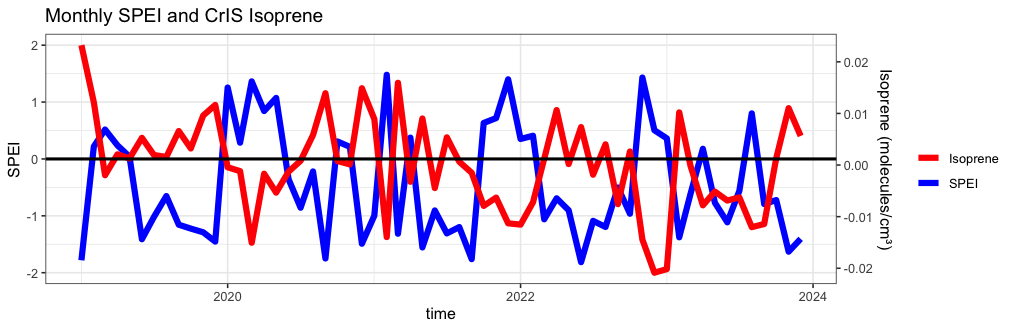 Monthly SPEI and CrIS Isoprene
2
1
0
-1
-2
SPEI
0.02
0.01
0.00
-0.01
-0.02
Isoprene (molecules/cm³)
2020
2022
2024
time
Isoprene
SPEI